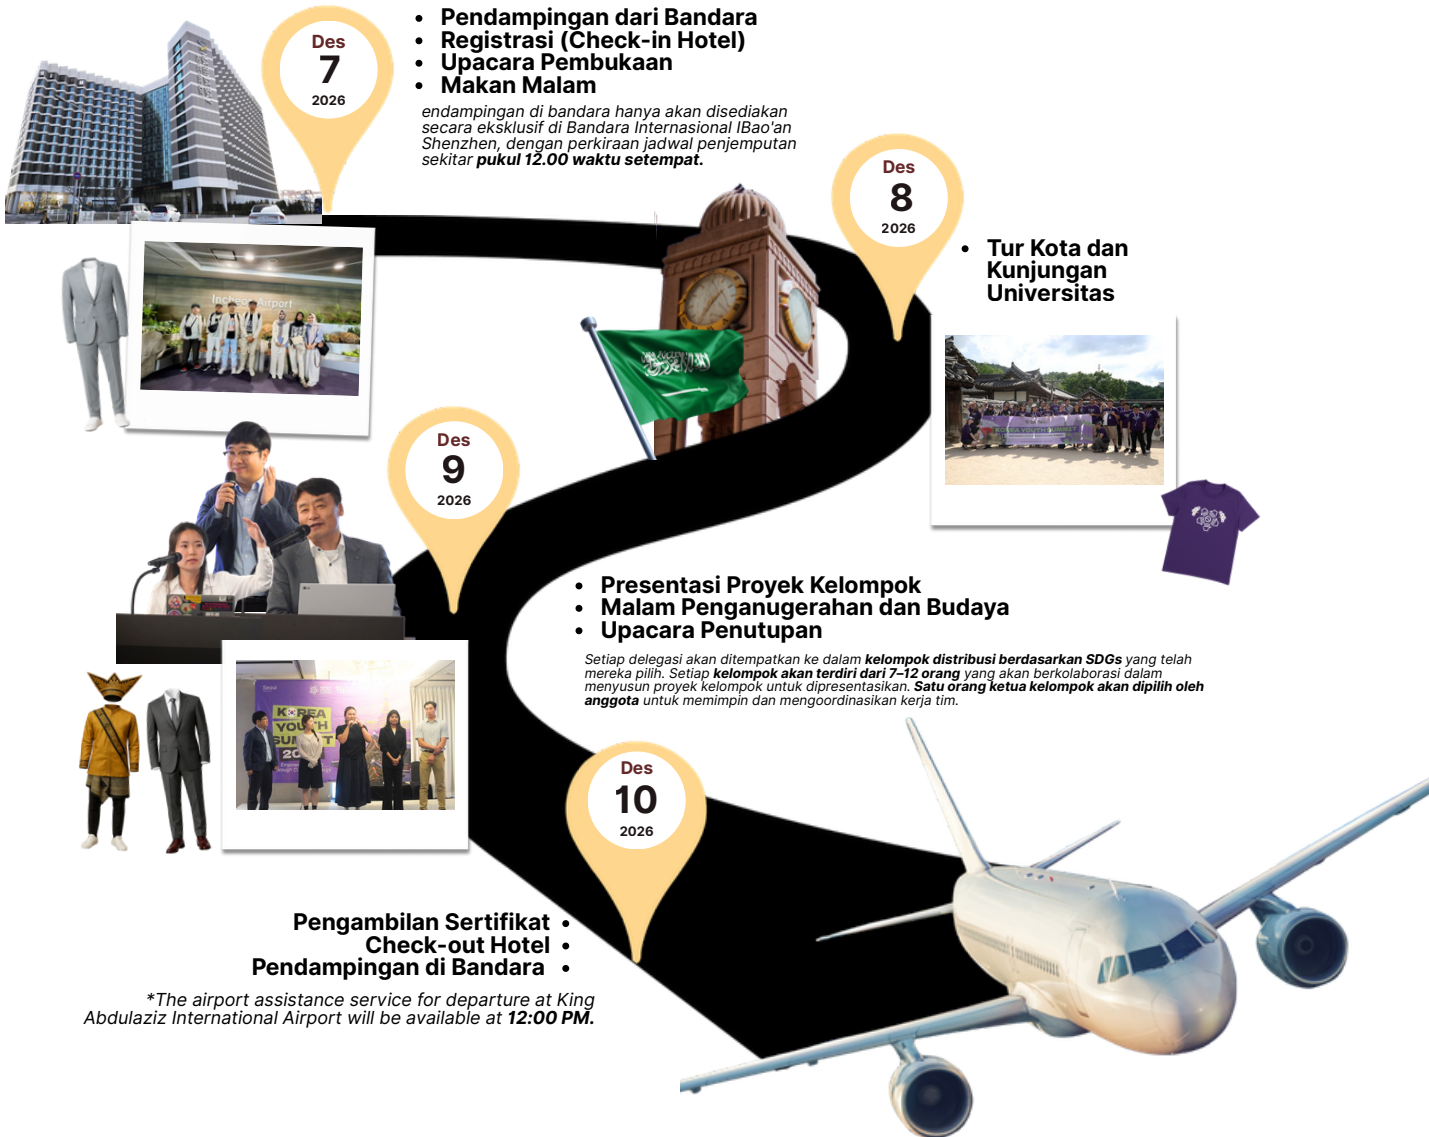 Des
7
2026
• Pendampingan dari Bandara
• Registrasi (Check-in Hotel)
• Upacara Pembukaan
• Makan Malam
endampingan di bandara hanya akan disediakan
secara eksklusif di Bandara Internasional IBao'an
Shenzhen, dengan perkiraan jadwal penjemputan
sekitar pukul 12.00 waktu setempat.
Des
8
2026
• Tur Kota dan
Kunjungan
Universitas
Incheon Airport
KOREA YOUTH SUMMIT
Des
9
2026
• Presentasi Proyek Kelompok
• Malam Penganugerahan dan Budaya
• Upacara Penutupan
Setiap delegasi akan ditempatkan ke dalam kelompok distribusi berdasarkan SDGs yang telah
mereka pilih. Setiap kelompok akan terdiri dari 7–12 orang yang akan berkolaborasi dalam
menyusun proyek kelompok untuk dipresentasikan. Satu orang ketua kelompok akan dipilih oleh
anggota untuk memimpin dan mengoordinasikan kerja tim.
KOREA
YOUTH
SUMMIT
Des
10
2026
Pengambilan Sertifikat •
Check-out Hotel •
Pendampingan di Bandara •
*The airport assistance service for departure at King
Abdulaziz International Airport will be available at 12:00 PM.